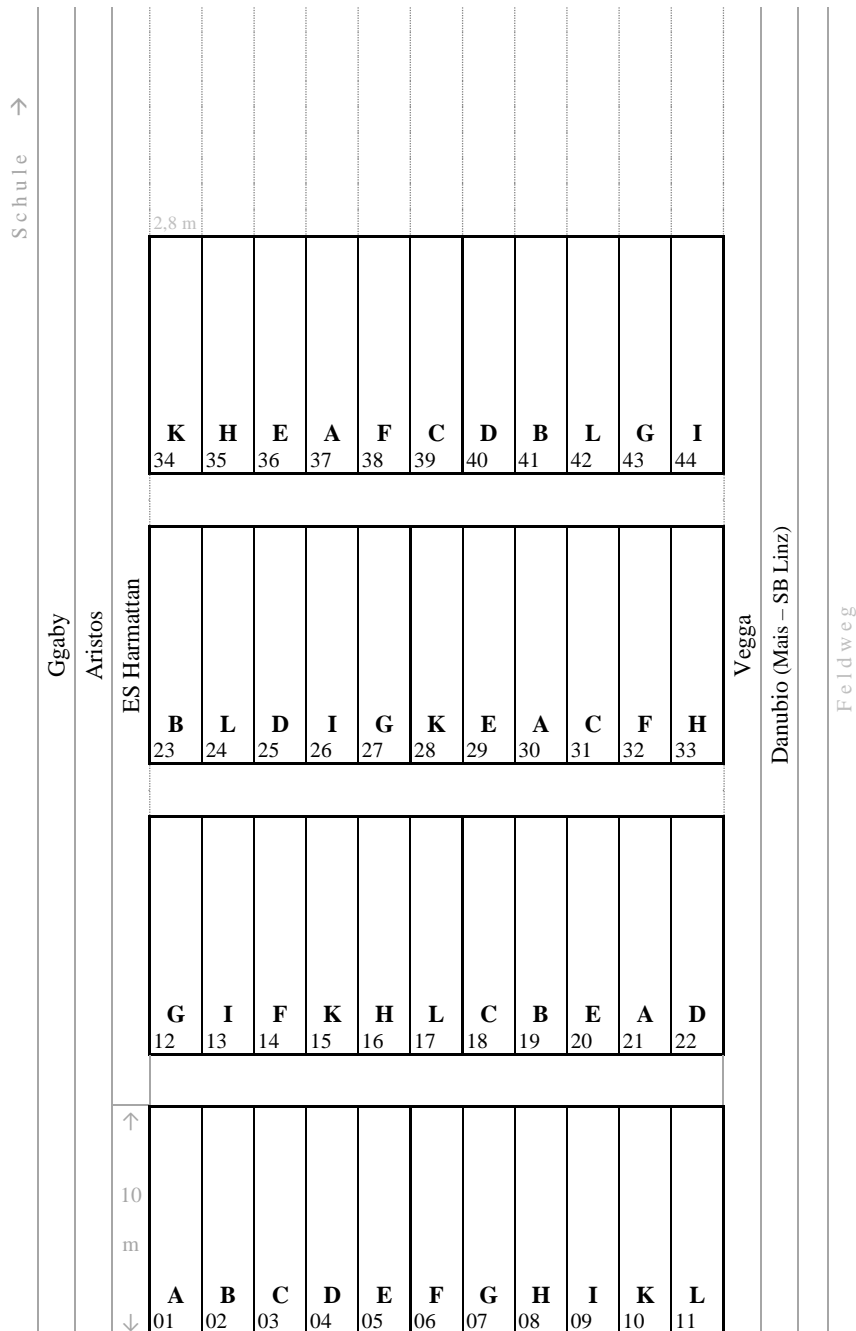 Schule →
2,8 m
K H E A F C D B L G I
34 35 36 37 38 39 40 41 42 43 44
Ggaby
Aristos
ES Harmattan
Vegga
Danubio (Mais – SB Linz)
Feldweg
B L D I G K E A C F H
23 24 25 26 27 28 29 30 31 32 33
G I F K H L C B E A D
12 13 14 15 16 17 18 19 20 21 22
↑
10
m
↓
A B C D E F G H I K L
01 02 03 04 05 06 07 08 09 10 11